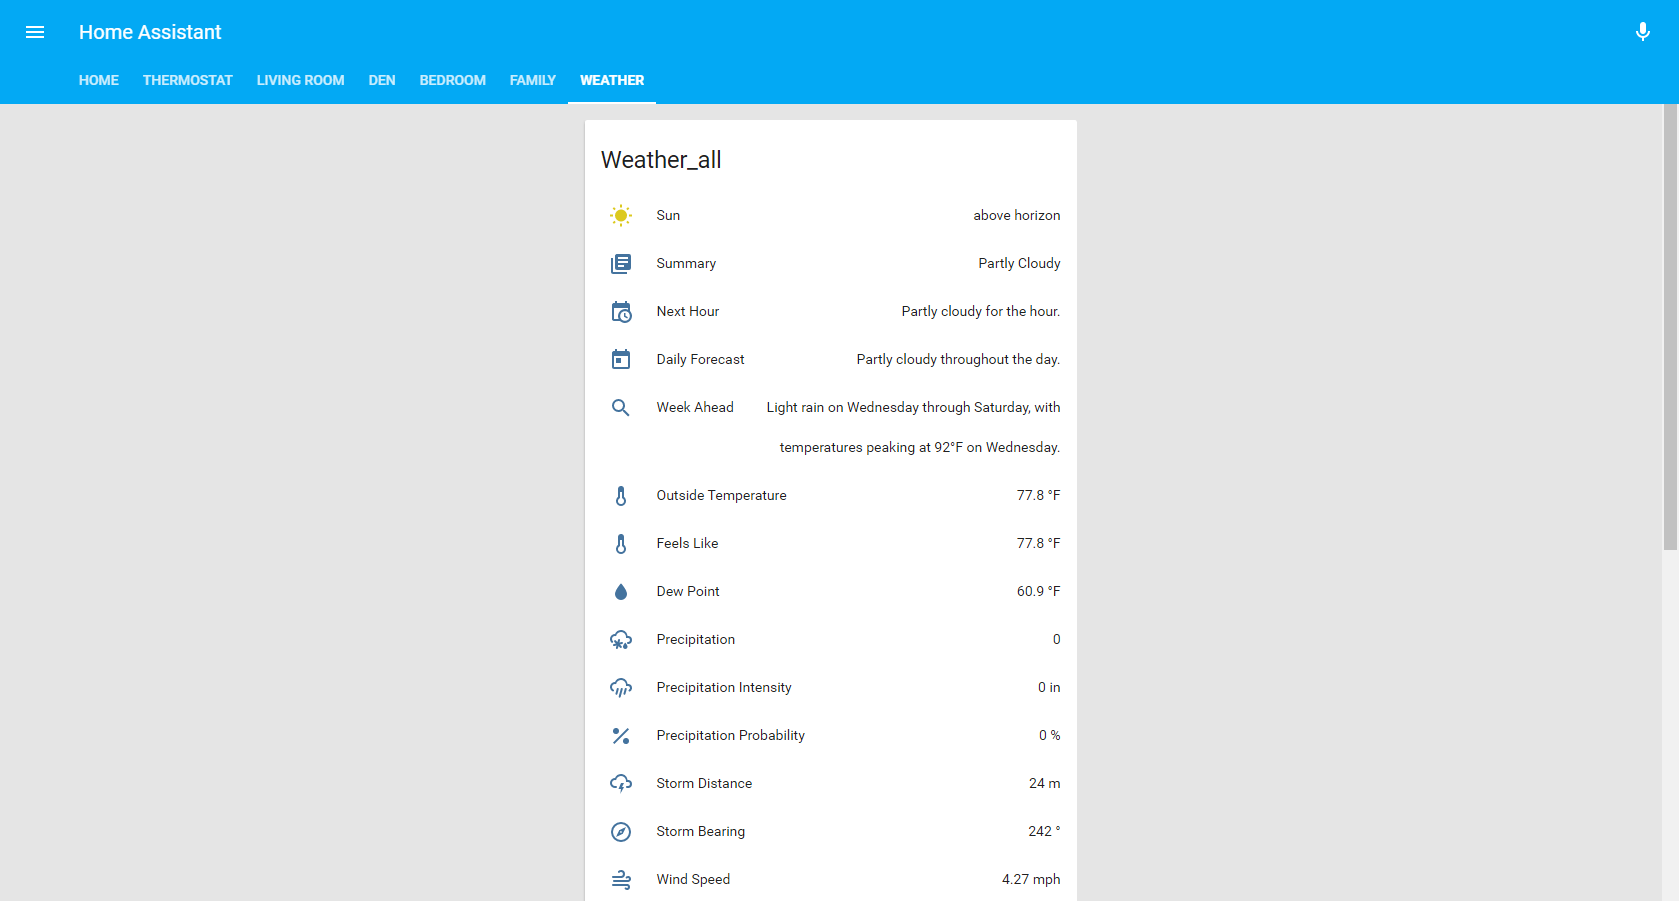 Home Assistant
HOME THERMOSTAT LIVING ROOM DEN BEDROOM FAMILY WEATHER
Weather_all
Sun above horizon
Summary Partly Cloudy
Next Hour Partly cloudy for the hour.
Daily Forecast Partly cloudy throughout the day.
Week Ahead Light rain on Wednesday through Saturday, with
temperatures peaking at 92°F on Wednesday.
Outside Temperature 77.8 °F
Feels Like 77.8 °F
Dew Point 60.9 °F
Precipitation 0
Precipitation Intensity 0 in
Precipitation Probability 0 %
Storm Distance 24 m
Storm Bearing 242 °
Wind Speed 4.27 mph